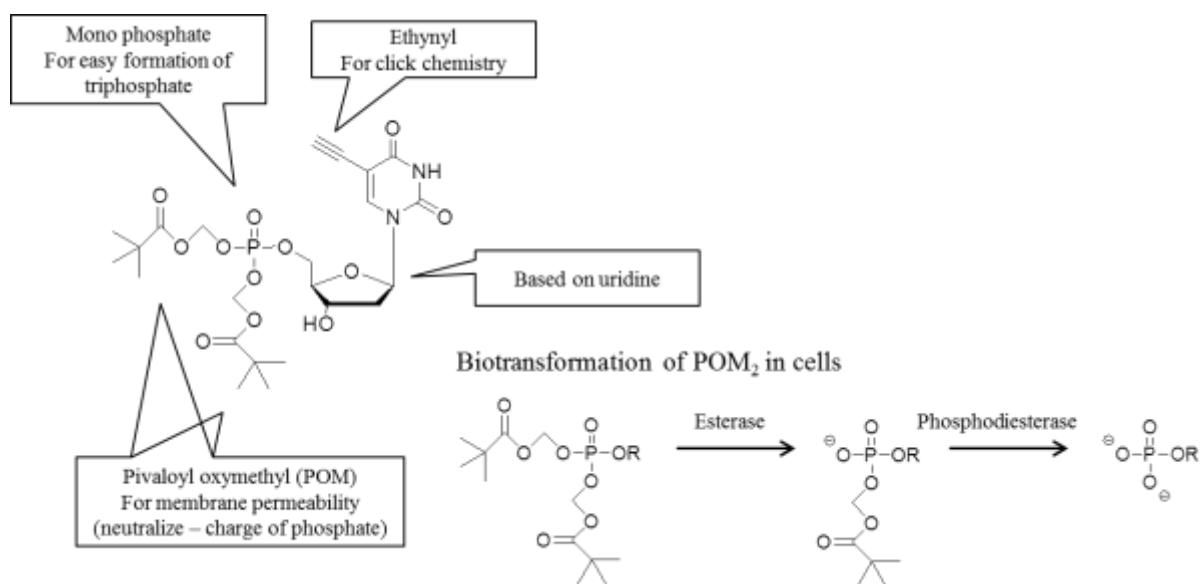 Mono phosphate
For easy formation of
triphosphate
Ethynyl
For click chemistry
O
NH
N
O
O
O
O
O
P
O
O
O
O
HO
O
O
Based on uridine
Pivaloyl oxymethyl (POM)
For membrane permeability
(neutralize – charge of phosphate)
Biotransformation of POM₂ in cells
O
O
O
O
P
OR
O
O
O
Esterase
⊖
O
O
P
OR
O
O
O
Phosphodiesterase
⊖
O
O
P
OR
O
⊖